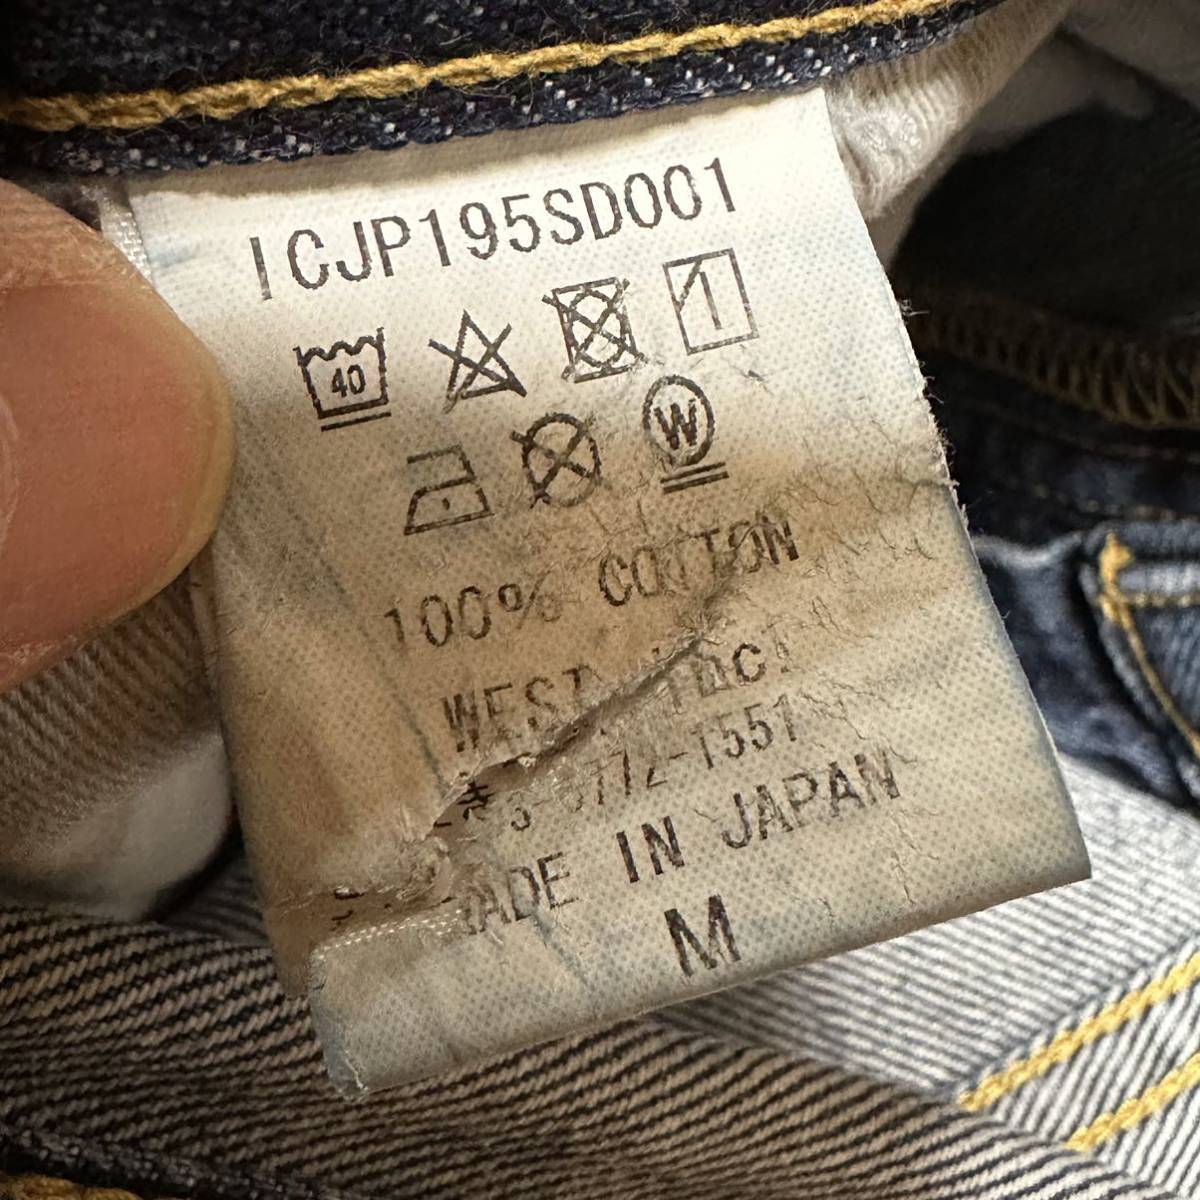 ICJP195SD001
40
W
100% COTTON
MADE IN JAPAN
M